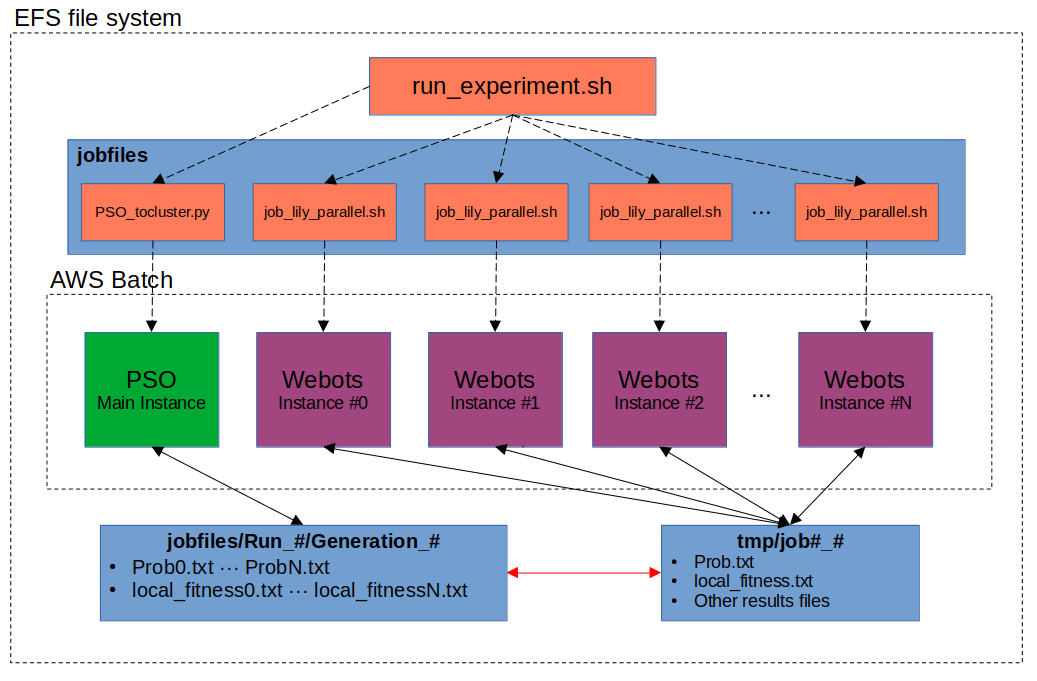 EFS file system
run_experiment.sh
jobfiles
PSO_tocluster.py
job_lily_parallel.sh
job_lily_parallel.sh
job_lily_parallel.sh
...
job_lily_parallel.sh
AWS Batch
PSO
Main Instance
Webots
Instance #0
Webots
Instance #1
Webots
Instance #2
...
Webots
Instance #N
jobfiles/Run_#/Generation_#
• Prob0.txt ··· ProbN.txt
• local_fitness0.txt ··· local_fitnessN.txt
tmp/job#_#
• Prob.txt
• local_fitness.txt
• Other results files